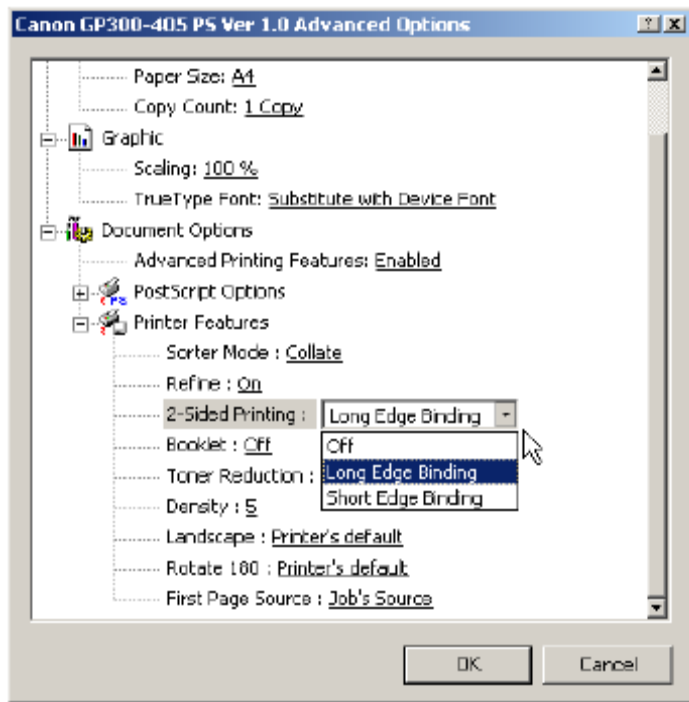 Canon GP300-405 PS Ver 1.0 Advanced Options
Paper Size: A4
Copy Count: 1 Copy
Graphic
Scaling: 100 %
TrueType Font: Substitute with Device Font
Document Options
Advanced Printing Features: Enabled
PostScript Options
Printer Features
Sorter Mode : Collate
Refine : On
2-Sided Printing : Long Edge Binding
Booklet : Off Off
Toner Reduction : Long Edge Binding
Density : 5 Short Edge Binding
Landscape : Printer's default
Rotate 180 : Printer's default
First Page Source : Job's Source
OK Cancel